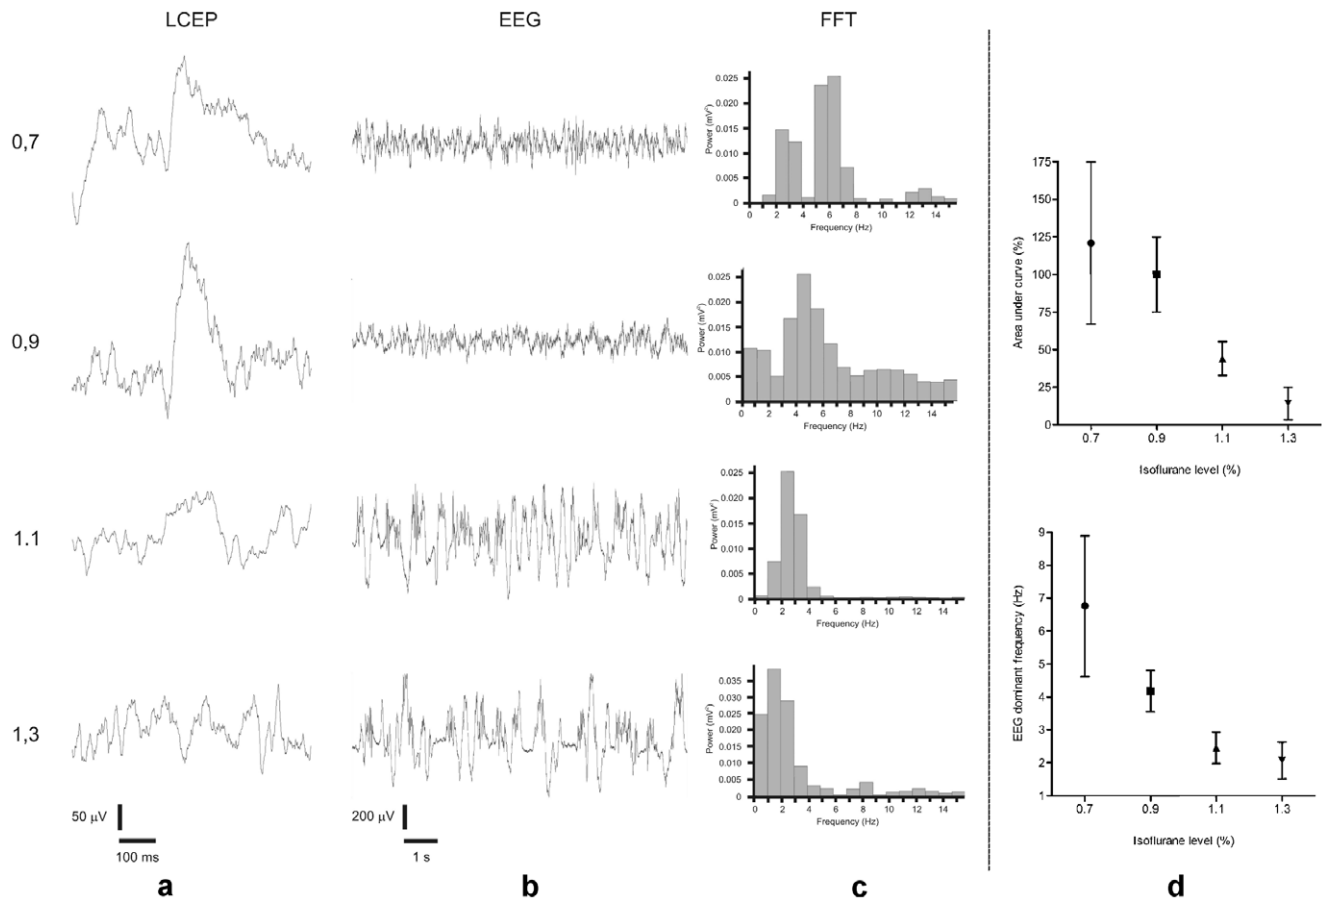 LCEP EEG FFT
0,7
0.025
0.020
0.015
0.010
0.005
0
Power (mV²)
0 2 4 6 8 10 12 14
Frequency (Hz)
0,9
0.025
0.020
0.015
0.010
0.005
0
Power (mV²)
0 2 4 6 8 10 12 14
Frequency (Hz)
1.1
0.025
0.020
0.015
0.010
0.005
0
Power (mV²)
0 2 4 6 8 10 12 14
Frequency (Hz)
1,3
0.035
0.030
0.025
0.020
0.015
0.010
0.005
0
Power (mV²)
0 2 4 6 8 10 12 14
Frequency (Hz)
50 μV
100 ms
200 μV
1 s
175
150
125
100
75
50
25
0
Area under curve (%)
0.7 0.9 1.1 1.3
Isoflurane level (%)
9
8
7
6
5
4
3
2
1
EEG dominant frequency (Hz)
0.7 0.9 1.1 1.3
Isoflurane level (%)
a b c d